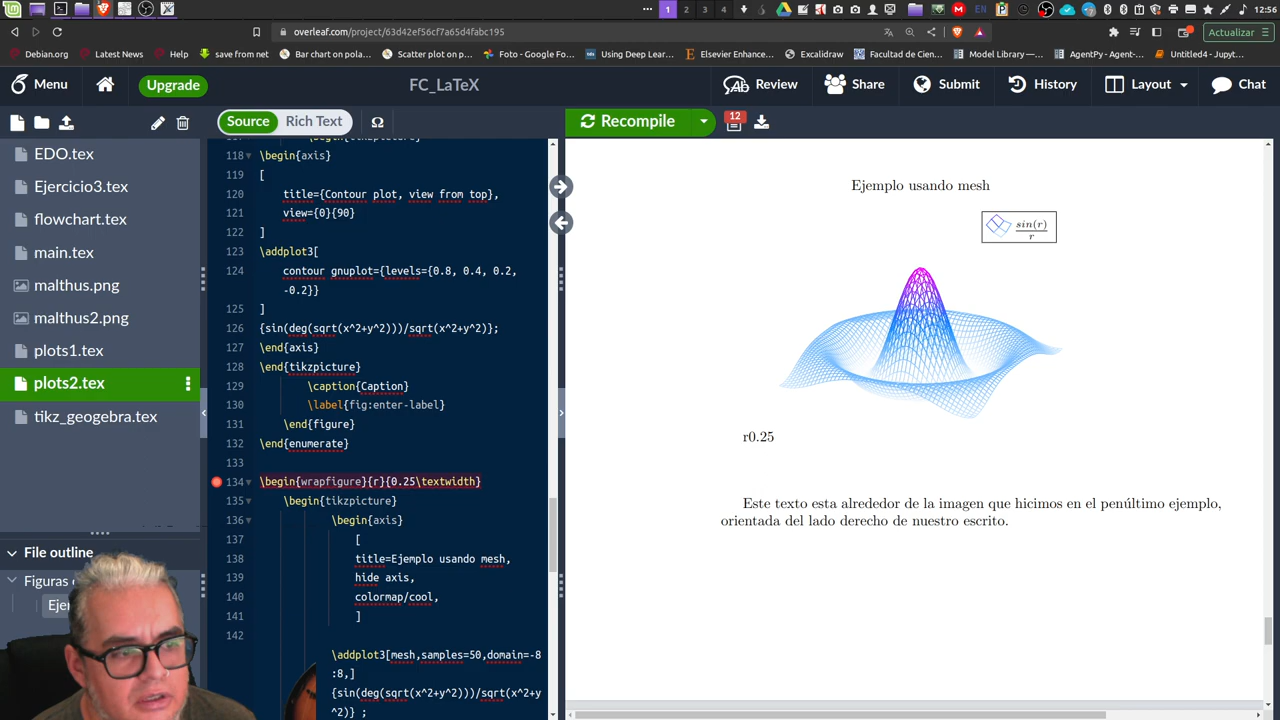 12:56
1
2
3
4
overleaf.com/project/63d42ef56cf7a65d4fabc195
Actualizar
Debian.org
Latest News
Help
save from net
Bar chart on polar...
Scatter plot on p...
Foto - Google Fo...
Using Deep Lear...
Elsevier Enhance...
Excalidraw
Facultad de Cien...
Model Library —...
AgentPy - Agent-...
Untitled4 - Jupyt...
Menu
Upgrade
FC_LaTeX
Review
Share
Submit
History
Layout
Chat
Source
Rich Text
Ω
Recompile
12
EDO.tex
Ejercicio3.tex
flowchart.tex
main.tex
malthus.png
malthus2.png
plots1.tex
plots2.tex
tikz_geogebra.tex
File outline
Figuras
118 \begin{axis}
119 [
120 title={Contour plot, view from top},
121 view={0}{90}
122 ]
123 \addplot3[
124 contour gnuplot={levels={0.8, 0.4, 0.2,
-0.2}}
125 ]
126 {sin(deg(sqrt(x^2+y^2)))/sqrt(x^2+y^2)};
127 \end{axis}
128 \end{tikzpicture}
129 \caption{Caption}
130 \label{fig:enter-label}
131 \end{figure}
132 \end{enumerate}
133
134 \begin{wrapfigure}{r}{0.25\textwidth}
135 \begin{tikzpicture}
136 \begin{axis}
137 [
138 title=Ejemplo usando mesh,
139 hide axis,
140 colormap/cool,
141 ]
142
\addplot3[mesh,samples=50,domain=-8
:8,]
{sin(deg(sqrt(x^2+y^2)))/sqrt(x^2+y
^2)} ;
Ejemplo usando mesh
sin(r)
r
r0.25
Este texto esta alrededor de la imagen que hicimos en el penúltimo ejemplo,
orientada del lado derecho de nuestro escrito.